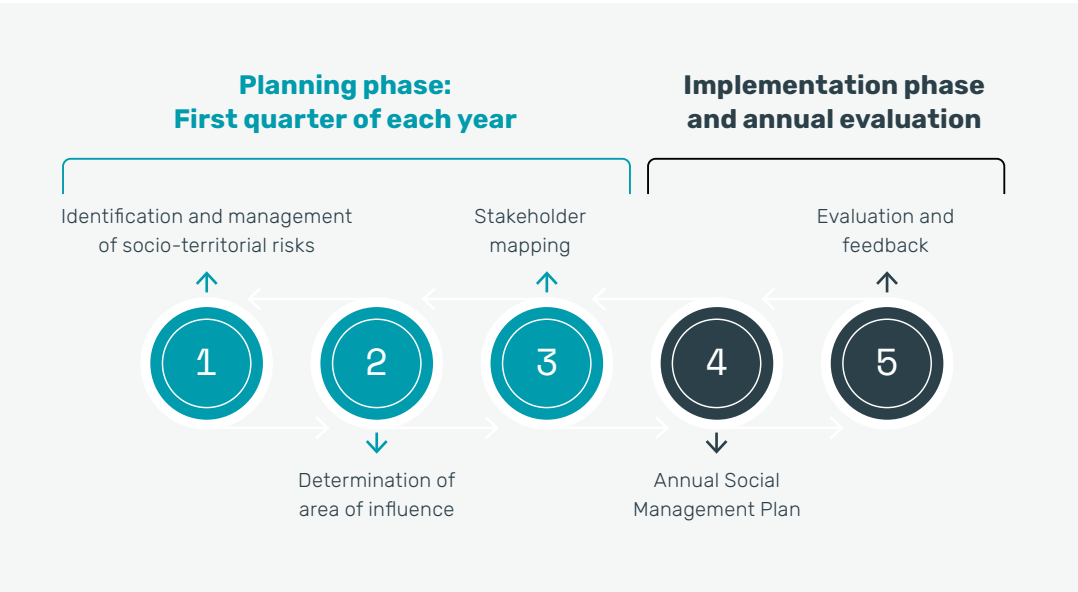 Planning phase:
First quarter of each year
Implementation phase
and annual evaluation
Identification and management
of socio-territorial risks
Stakeholder
mapping
Evaluation and
feedback
1
2
3
4
5
Determination of
area of influence
Annual Social
Management Plan